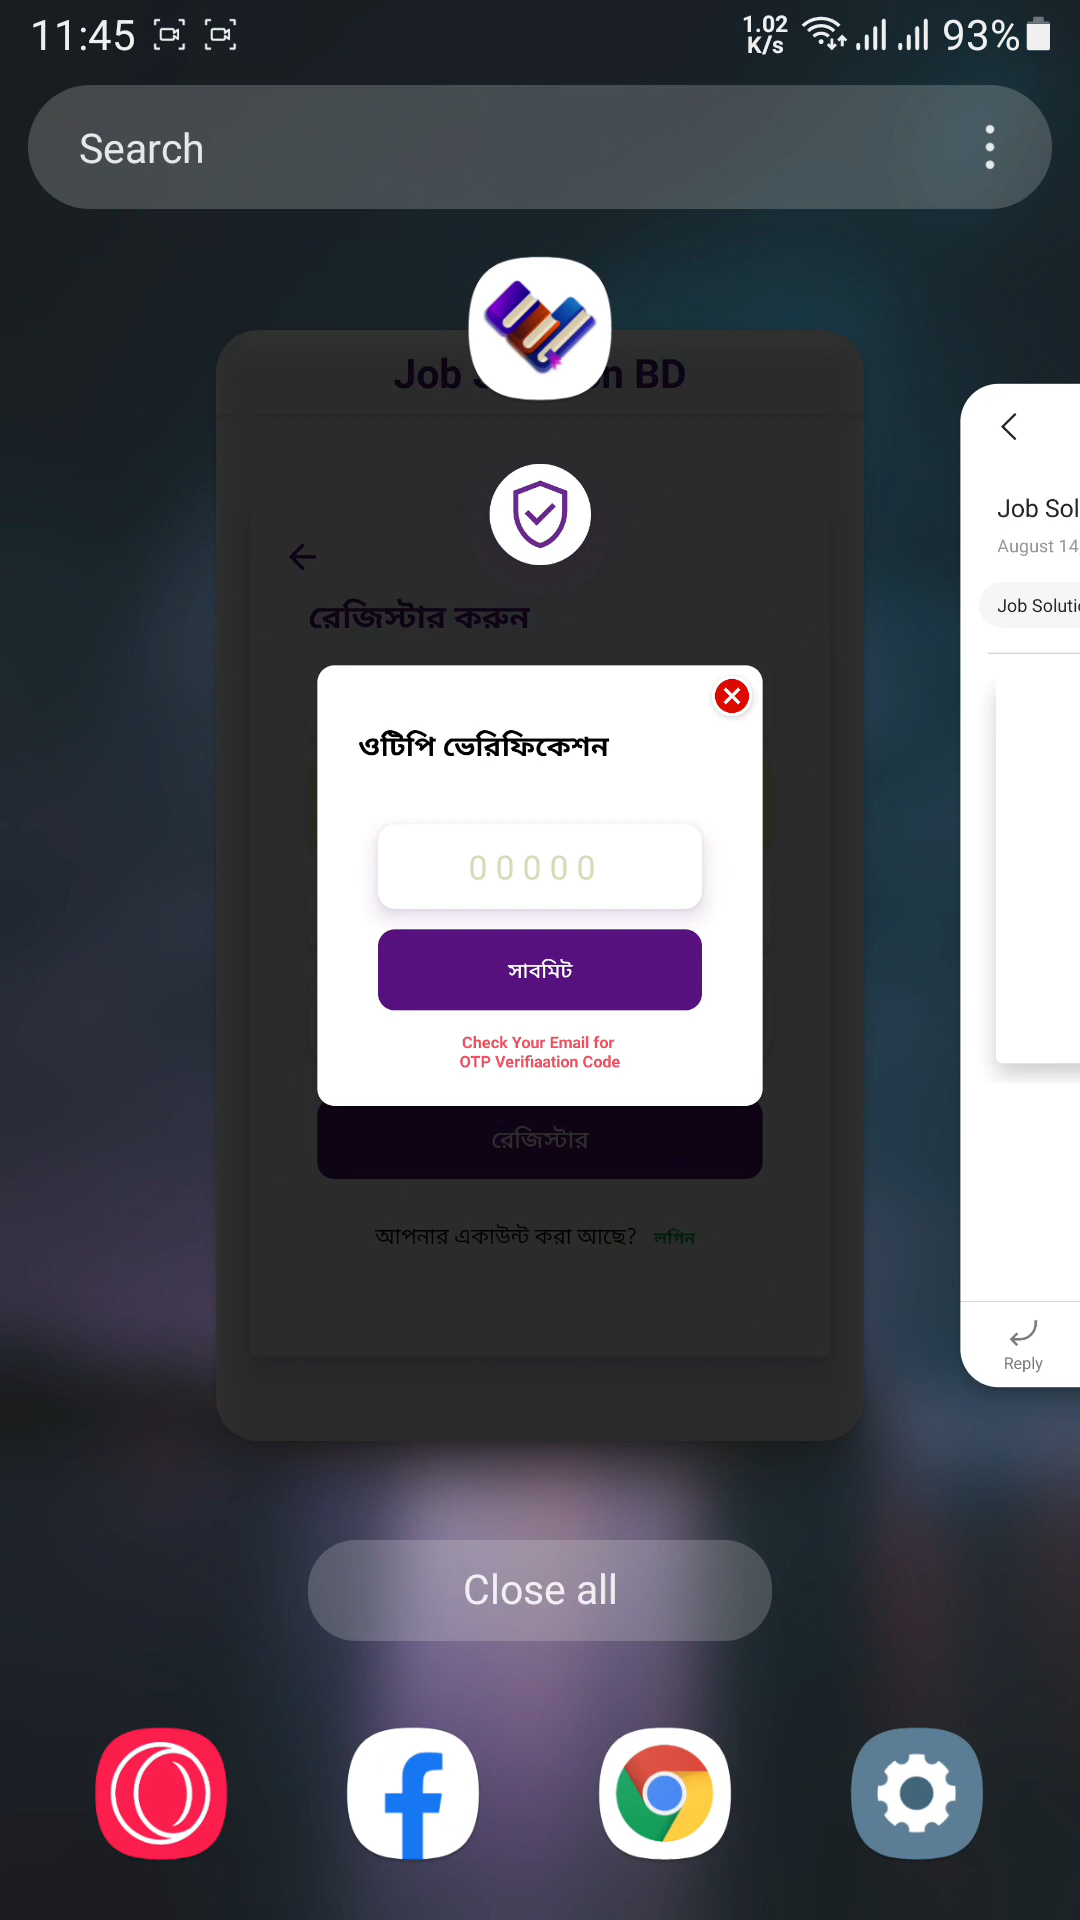 11:45
1.02
K/s
93%
Search
Job
n BD
রেজিস্টার করুন
ওটিপি ভেরিফিকেশন
00000
সাবমিট
Check Your Email for
OTP Verifiaation Code
রেজিস্টার
আপনার একাউন্ট করা আছে? লগিন
Job Sol
August 14,
Job Soluti
Reply
Close all